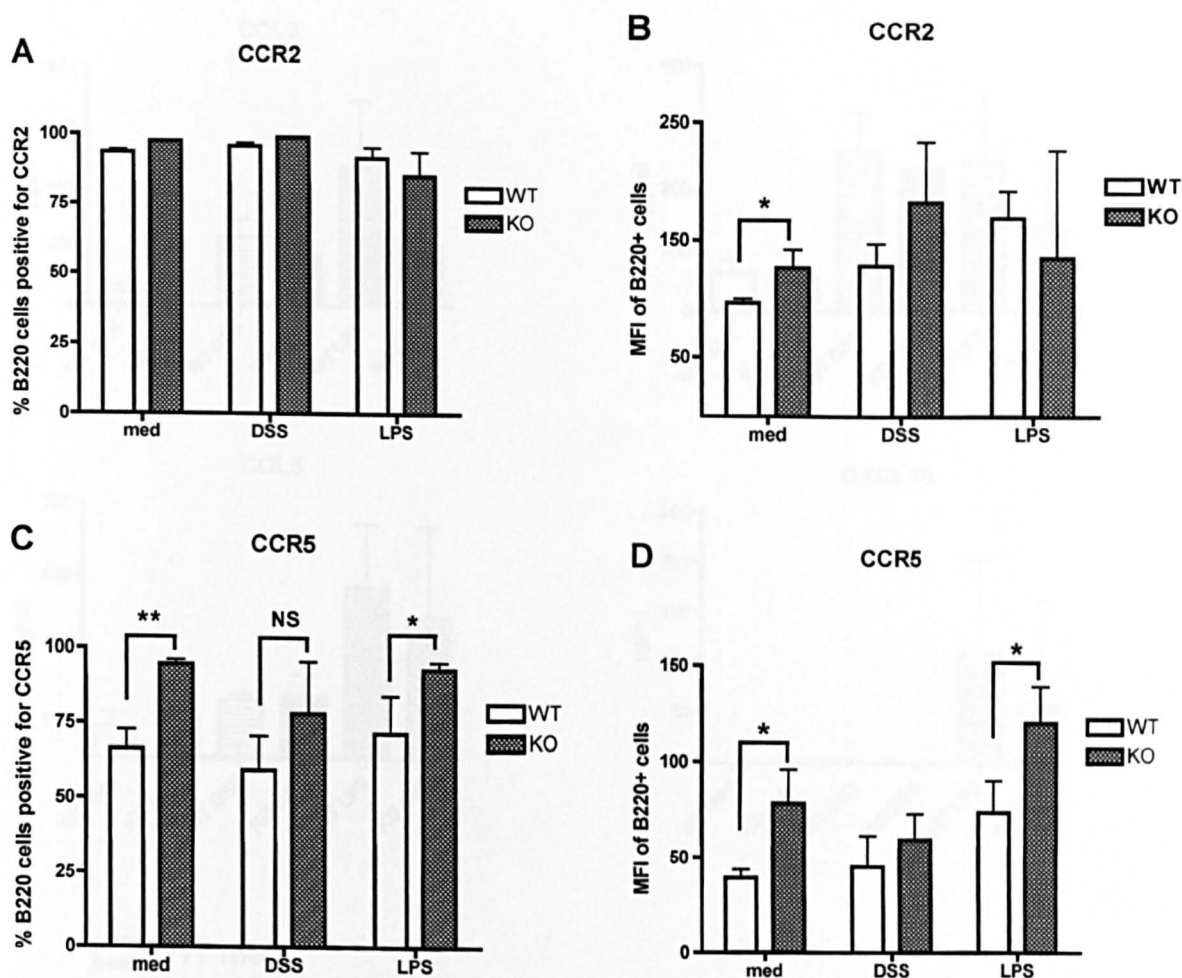 A
CCR2
% B220 cells positive for CCR2
100
75
50
25
0
med DSS LPS
WT
KO
B
CCR2
MFI of B220+ cells
250
150
50
*
med DSS LPS
WT
KO
C
CCR5
% B220 cells positive for CCR5
100
75
50
25
0
** NS *
med DSS LPS
WT
KO
D
CCR5
MFI of B220+ cells
150
100
50
0
* *
med DSS LPS
WT
KO